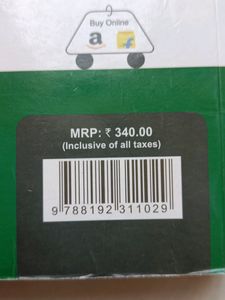 Buy Online
a
MRP: ₹ 340.00
(Inclusive of all taxes)
9 788192 311029